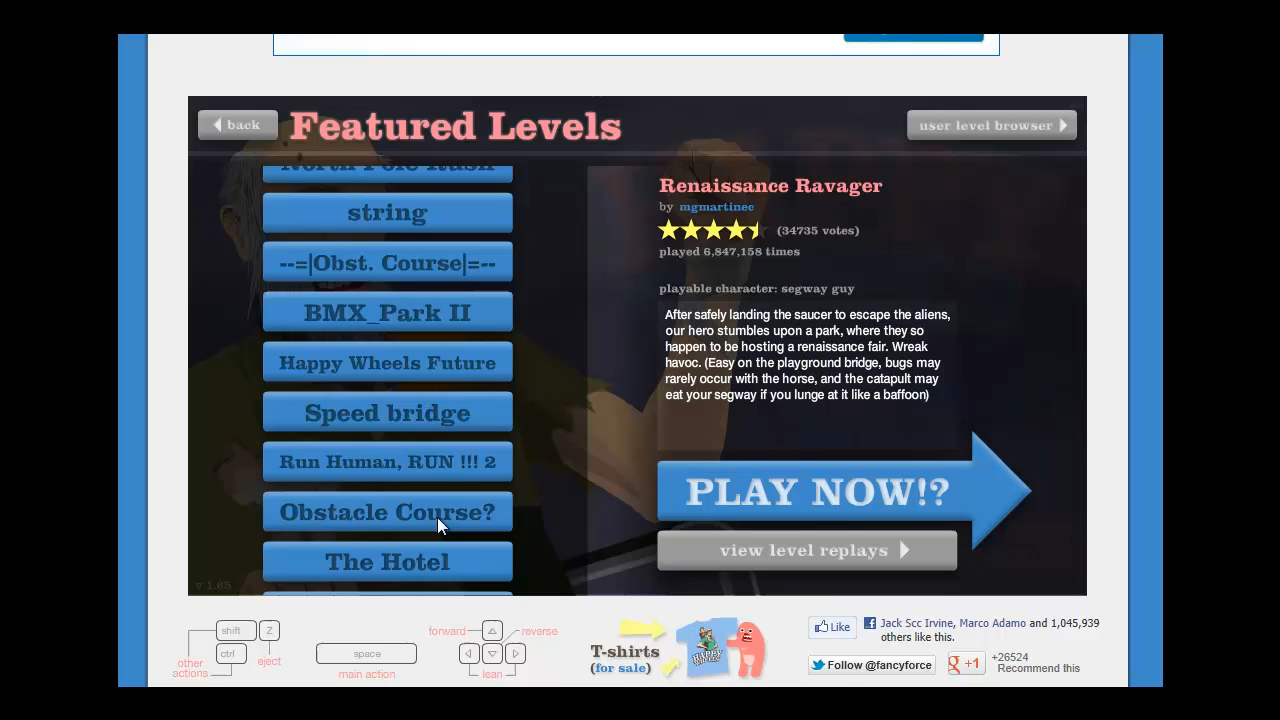 back
Featured Levels
user level browser
North Pole Rush
string
--=|Obst. Course|=--
BMX_Park II
Happy Wheels Future
Speed bridge
Run Human, RUN !!! 2
Obstacle Course?
The Hotel
v 1.65
Renaissance Ravager
by mgmartinec
(34735 votes)
played 6,847,158 times
playable character: segway guy
After safely landing the saucer to escape the aliens,
our hero stumbles upon a park, where they so
happen to be hosting a renaissance fair. Wreak
havoc. (Easy on the playground bridge, bugs may
rarely occur with the horse, and the catapult may
eat your segway if you lunge at it like a baffoon)
PLAY NOW!?
view level replays
shift
Z
ctrl
eject
other
actions
space
main action
forward
reverse
lean
T-shirts
(for sale)
HAPPY
Like
Jack Scc Irvine, Marco Adamo and 1,045,939
others like this.
Follow @fancyforce
+1
+26524
Recommend this